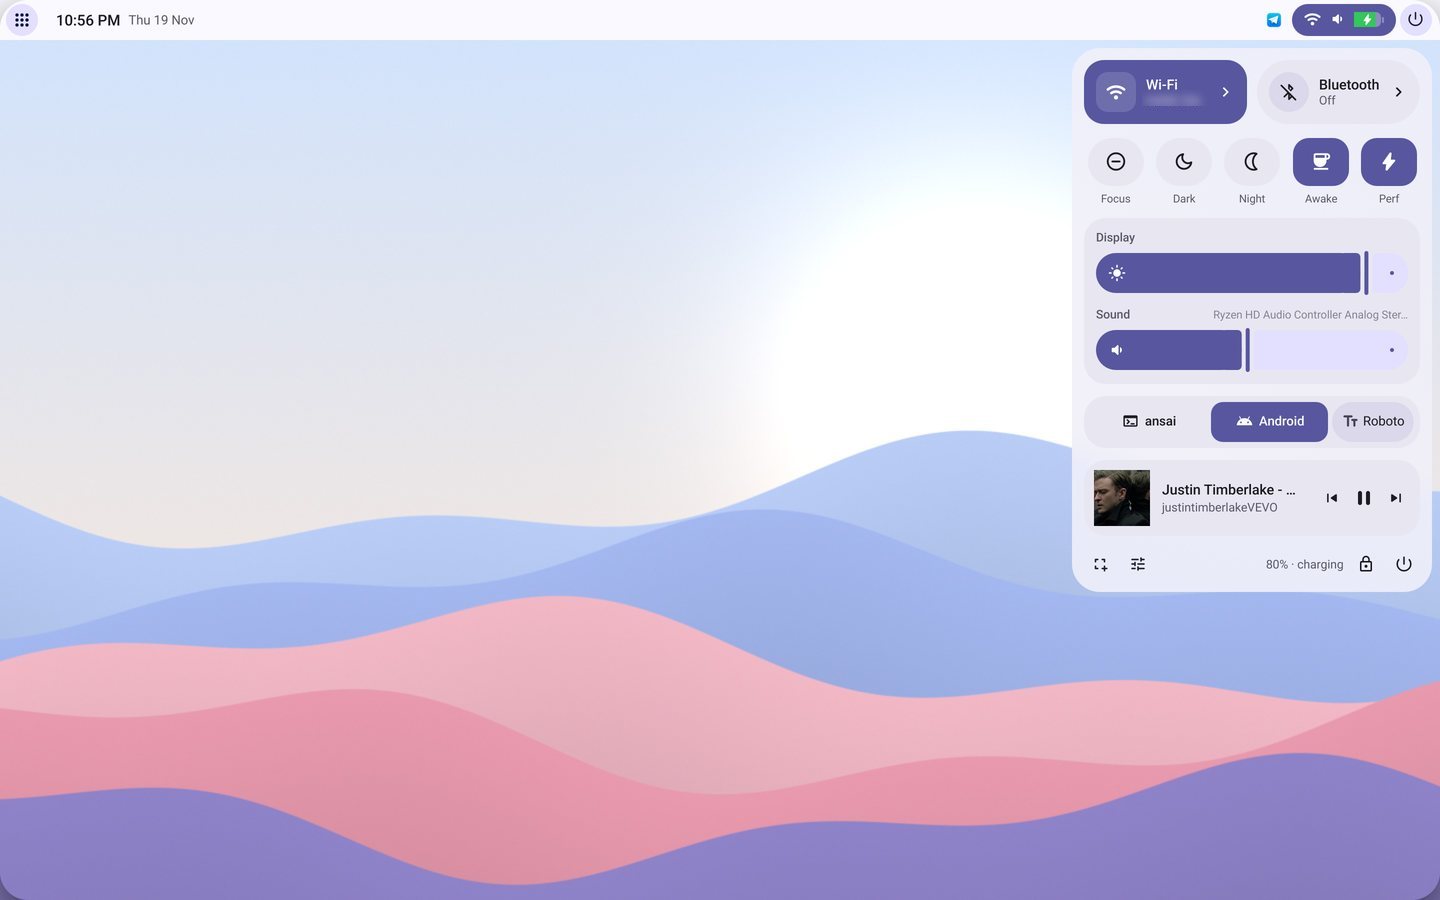 10:56 PM Thu 19 Nov
Wi-Fi
Bluetooth
Off
Focus Dark Night Awake Perf
Display
Sound Ryzen HD Audio Controller Analog Ster...
ansai Android Tt Roboto
Justin Timberlake - ...
justintimberlakeVEVO
80% · charging